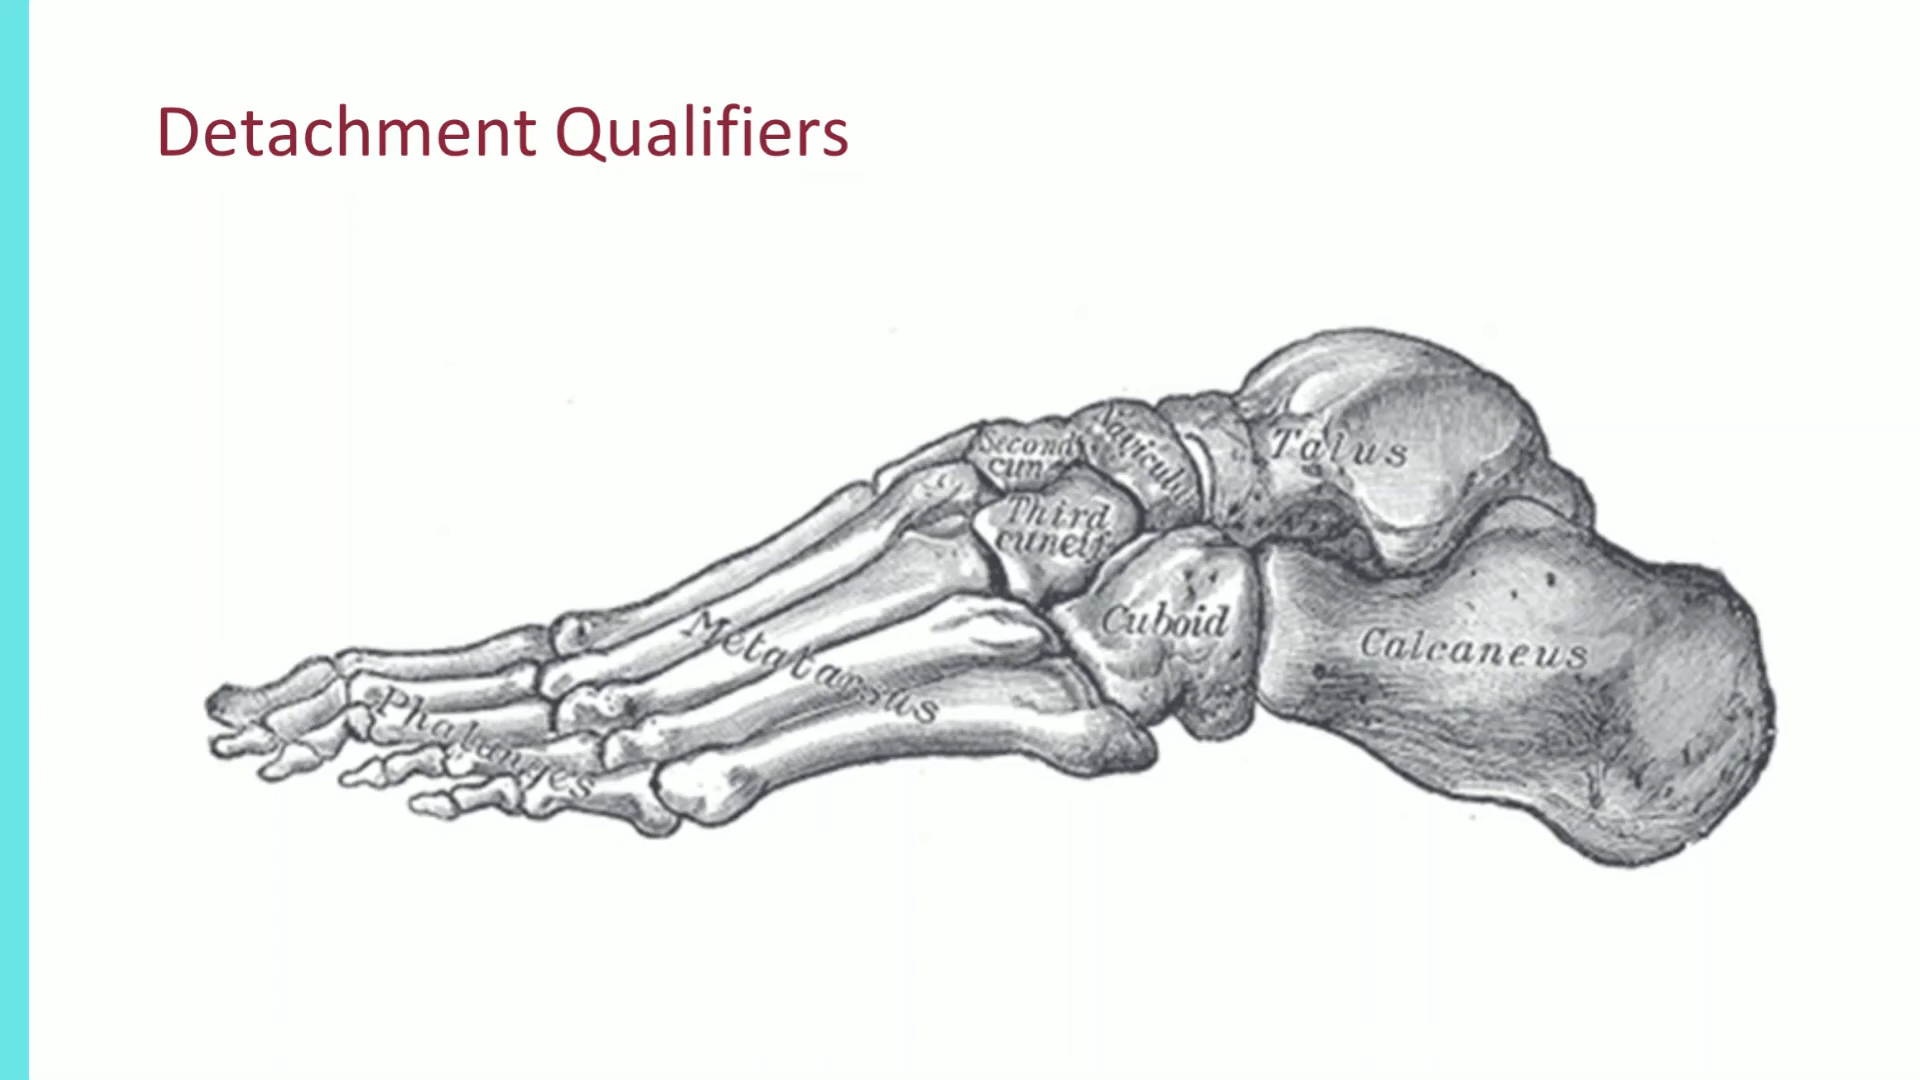 Detachment Qualifiers
Second
cun
Navicular
Talus
Third
cuneif
Cuboid
Calcaneus
Metatarsus
Phalanges